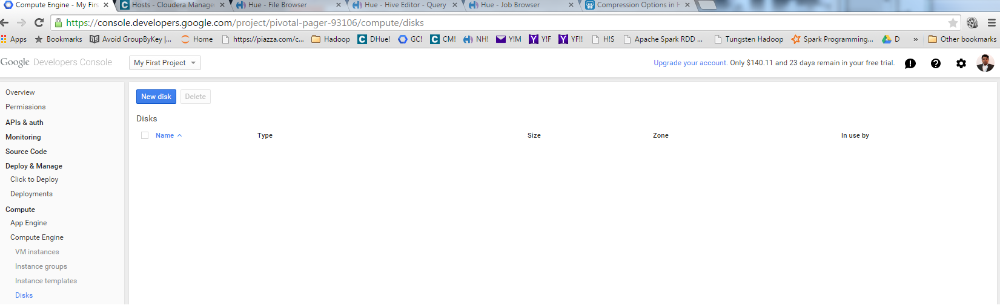 Compute Engine - My Firs Hosts - Cloudera Manage Hue - File Browser Hue - Hive Editor - Query Hue - Job Browser Compression Options in H
https://console.developers.google.com/project/pivotal-pager-93106/compute/disks
Apps Bookmarks Avoid GroupByKey |... Home https://piazza.com/c... Hadoop DHue! GC! CM! NH! Y!M Y!F YF!! H!S Apache Spark RDD ... Tungsten Hadoop Spark Programming... D » Other bookmarks
Google Developers Console My First Project Upgrade your account. Only $140.11 and 23 days remain in your free trial.
Overview
Permissions
APIs & auth
Monitoring
Source Code
Deploy & Manage
Click to Deploy
Deployments
Compute
App Engine
Compute Engine
VM instances
Instance groups
Instance templates
Disks
New disk Delete
Disks
Name Type Size Zone In use by